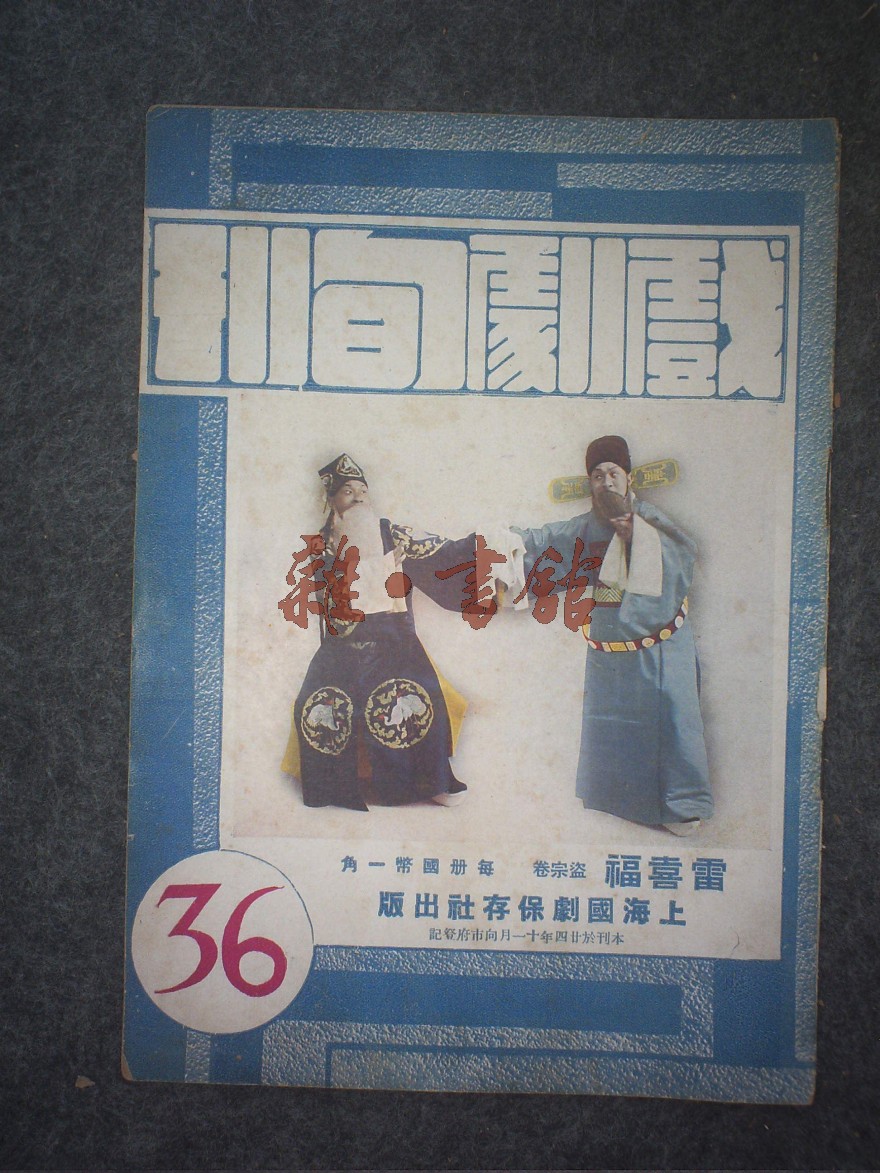 戲劇旬刊
雜·書館
雷喜福 盜宗卷 每册國幣一角
上海國劇保存社出版
本刊於廿四年十一月向市府登記
36